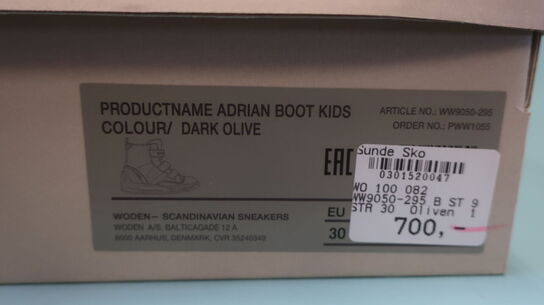 PRODUCTNAME ADRIAN BOOT KIDS
COLOUR/ DARK OLIVE
ARTICLE NO.: WW9050-295
ORDER NO.: PWW1055
EAC
WODEN– SCANDINAVIAN SNEAKERS
WODEN A/S, BALTICAGADE 12 A
8000 AARHUS, DENMARK, CVR 35240349
EU
30
Sunde Sko
0301520047
WO 100 082
WW9050-295 B ST 9
STR 30 Oliven 1
700,-